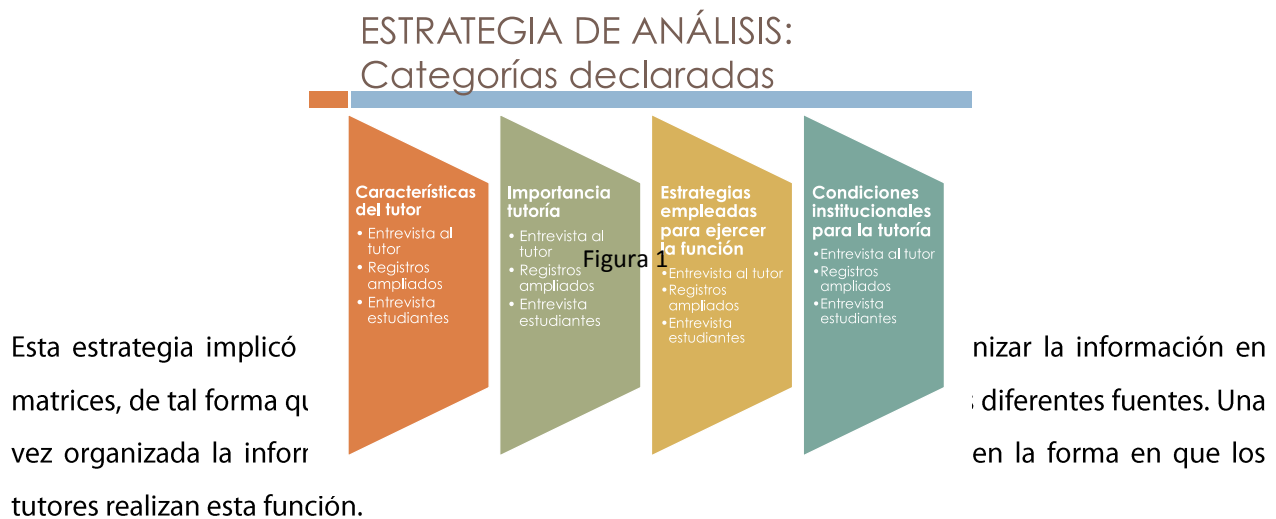 ESTRATEGIA DE ANÁLISIS:
Categorías declaradas
Características
del tutor
• Entrevista al
tutor
• Registros
ampliados
• Entrevista
estudiantes
Importancia
tutoría
• Entrevista al
tutor
• Registros
ampliados
• Entrevista
estudiantes
Estrategias
empleadas
para ejercer
la función
•Entrevista al tutor
•Registros
ampliados
•Entrevista
estudiantes
Condiciones
institucionales
para la tutoría
•Entrevista al tutor
•Registros
ampliados
•Entrevista
estudiantes
Figura 1
Esta estrategia implicó nizar la información en
matrices, de tal forma diferentes fuentes. Una
vez organizada la en la forma en que los
tutores realizan esta función.